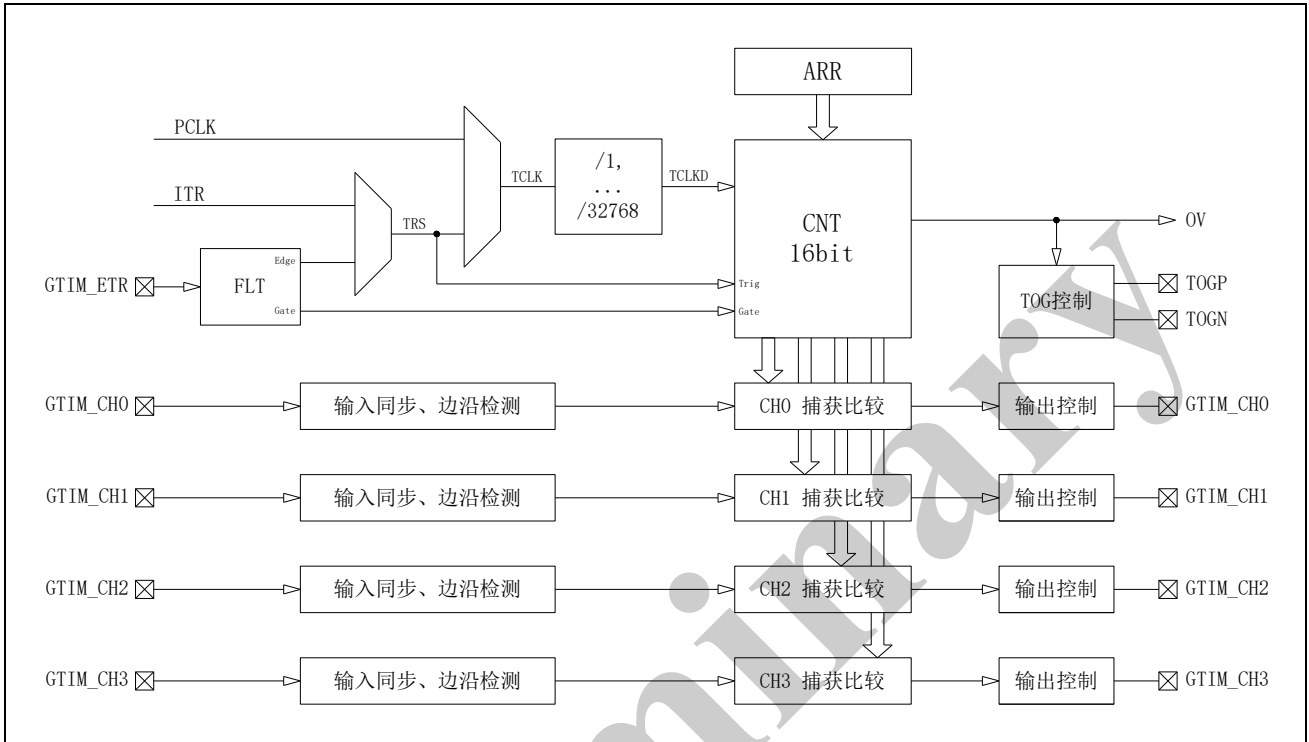 ARR
PCLK
ITR
TRS
TCLK
/1,
...
/32768
TCLKD
CNT
16bit
Trig
Gate
OV
GTIM_ETR
FLT
Edge
Gate
TOG控制
TOGP
TOGN
GTIM_CH0
输入同步、边沿检测
CH0 捕获比较
输出控制
GTIM_CH0
GTIM_CH1
输入同步、边沿检测
CH1 捕获比较
输出控制
GTIM_CH1
GTIM_CH2
输入同步、边沿检测
CH2 捕获比较
输出控制
GTIM_CH2
GTIM_CH3
输入同步、边沿检测
CH3 捕获比较
输出控制
GTIM_CH3
minary